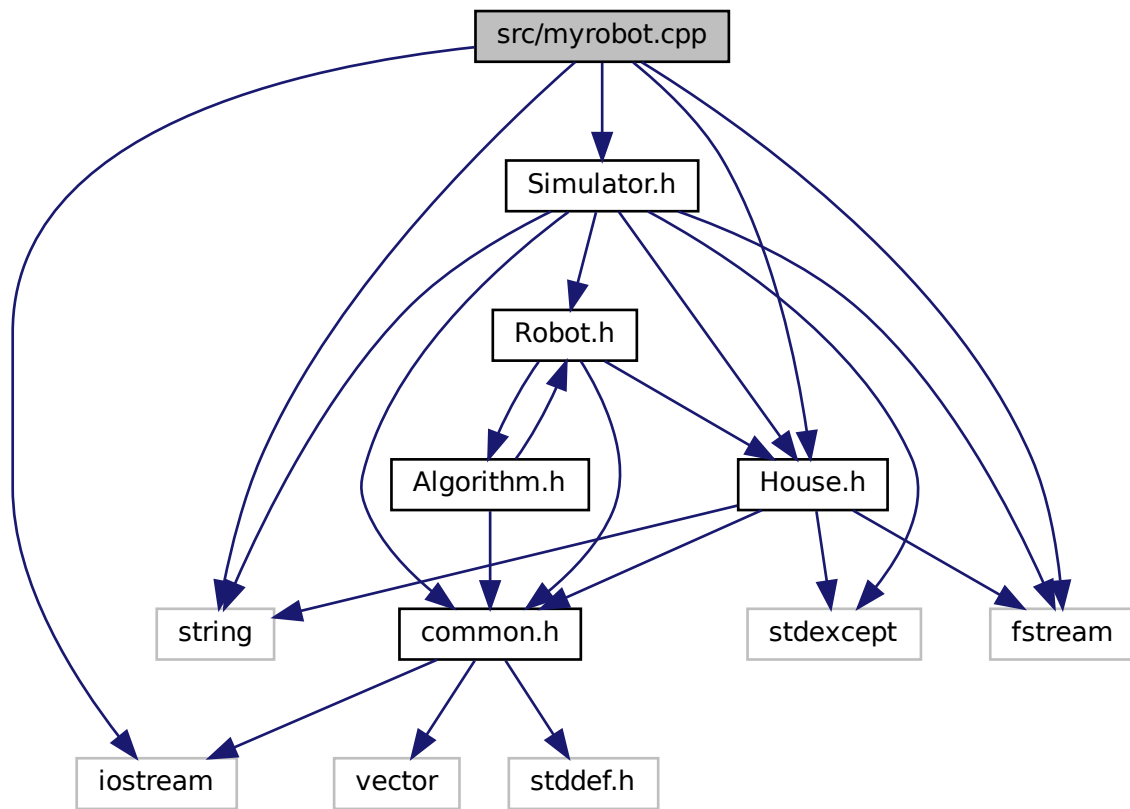 src/myrobot.cpp
Simulator.h
Robot.h
Algorithm.h
House.h
string
common.h
stdexcept
fstream
iostream
vector
stddef.h